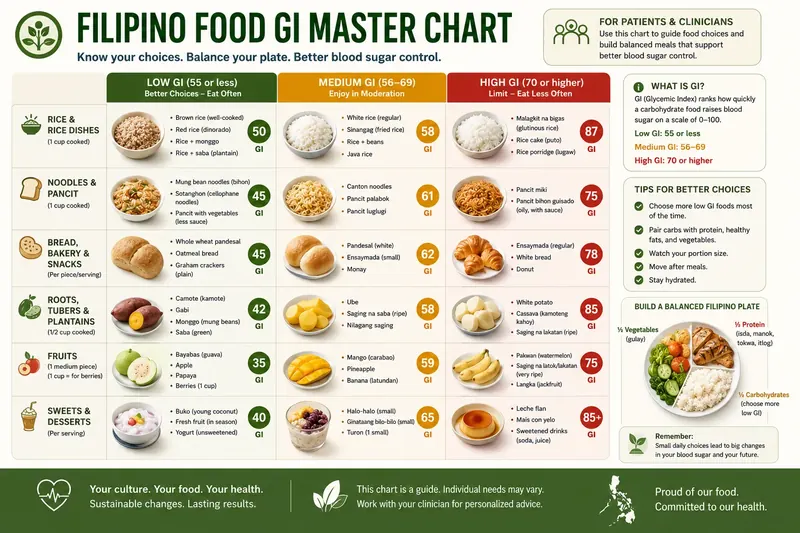 FILIPINO FOOD GI MASTER CHART
Know your choices. Balance your plate. Better blood sugar control.
FOR PATIENTS & CLINICIANS
Use this chart to guide food choices and
build balanced meals that support
better blood sugar control.
LOW GI (55 or less)
Better Choices – Eat Often
MEDIUM GI (56–69)
Enjoy in Moderation
HIGH GI (70 or higher)
Limit – Eat Less Often
RICE &
RICE DISHES
(1 cup cooked)
• Brown rice (well-cooked)
• Red rice (dinorado)
• Rice + monggo
• Rice + saba (plantain)
50
GI
• White rice (regular)
• Sinangag (fried rice)
• Rice + beans
• Java rice
58
GI
• Malagkit na bigas
(glutinous rice)
• Rice cake (puto)
• Rice porridge (lugaw)
87
GI
NOODLES &
PANCIT
(1 cup cooked)
• Mung bean noodles (bihon)
• Sotanghon (cellophane
noodles)
• Pancit with vegetables
(less sauce)
45
GI
• Canton noodles
• Pancit palabok
• Pancit luglugi
61
GI
• Pancit miki
• Pancit bihon guisado
(oily, with sauce)
75
GI
BREAD,
BAKERY &
SNACKS
(Per piece/serving)
• Whole wheat pandesal
• Oatmeal bread
• Graham crackers
(plain)
45
GI
• Pandesal (white)
• Ensaymada (small)
• Monay
62
GI
• Ensaymada (regular)
• White bread
• Donut
78
GI
ROOTS,
TUBERS &
PLANTAINS
(1/2 cup cooked)
• Camote (kamote)
• Gabi
• Monggo (mung beans)
• Saba (green)
42
GI
• Ube
• Saging na saba (ripe)
• Nilagang saging
58
GI
• White potato
• Cassava (kamoteng
kahoy)
• Saging na lakatan (ripe)
85
GI
FRUITS
(1 medium piece)
(1 cup = for berries)
• Bayabas (guava)
• Apple
• Papaya
• Berries (1 cup)
35
GI
• Mango (carabao)
• Pineapple
• Banana (latundan)
59
GI
• Pakwan (watermelon)
• Saging na latok/lakatan
(very ripe)
• Langka (jackfruit)
75
GI
SWEETS &
DESSERTS
(Per serving)
• Buko (young coconut)
• Fresh fruit (in season)
• Yogurt (unsweetened)
40
GI
• Halo-halo (small)
• Ginataang bilo-bilo (small)
• Turon (1 small)
65
GI
• Leche flan
• Mais con yelo
• Sweetened drinks
(soda, juice)
85+
GI
WHAT IS GI?
GI (Glycemic Index) ranks how quickly
a carbohydrate food raises blood
sugar on a scale of 0–100.
Low GI: 55 or less
Medium GI: 56–69
High GI: 70 or higher
TIPS FOR BETTER CHOICES
Choose more low GI foods most
of the time.
Pair carbs with protein, healthy
fats, and vegetables.
Watch your portion size.
Move after meals.
Stay hydrated.
BUILD A BALANCED FILIPINO PLATE
½ Vegetables
(gulay)
⅓ Protein
(isda, manok,
tokwa, itlog)
⅓ Carbohydrates
(choose more
low GI)
Remember:
Small daily choices lead to big changes
in your blood sugar and your future.
Your culture. Your food. Your health.
Sustainable changes. Lasting results.
This chart is a guide. Individual needs may vary.
Work with your clinician for personalized advice.
Proud of our food.
Committed to our health.